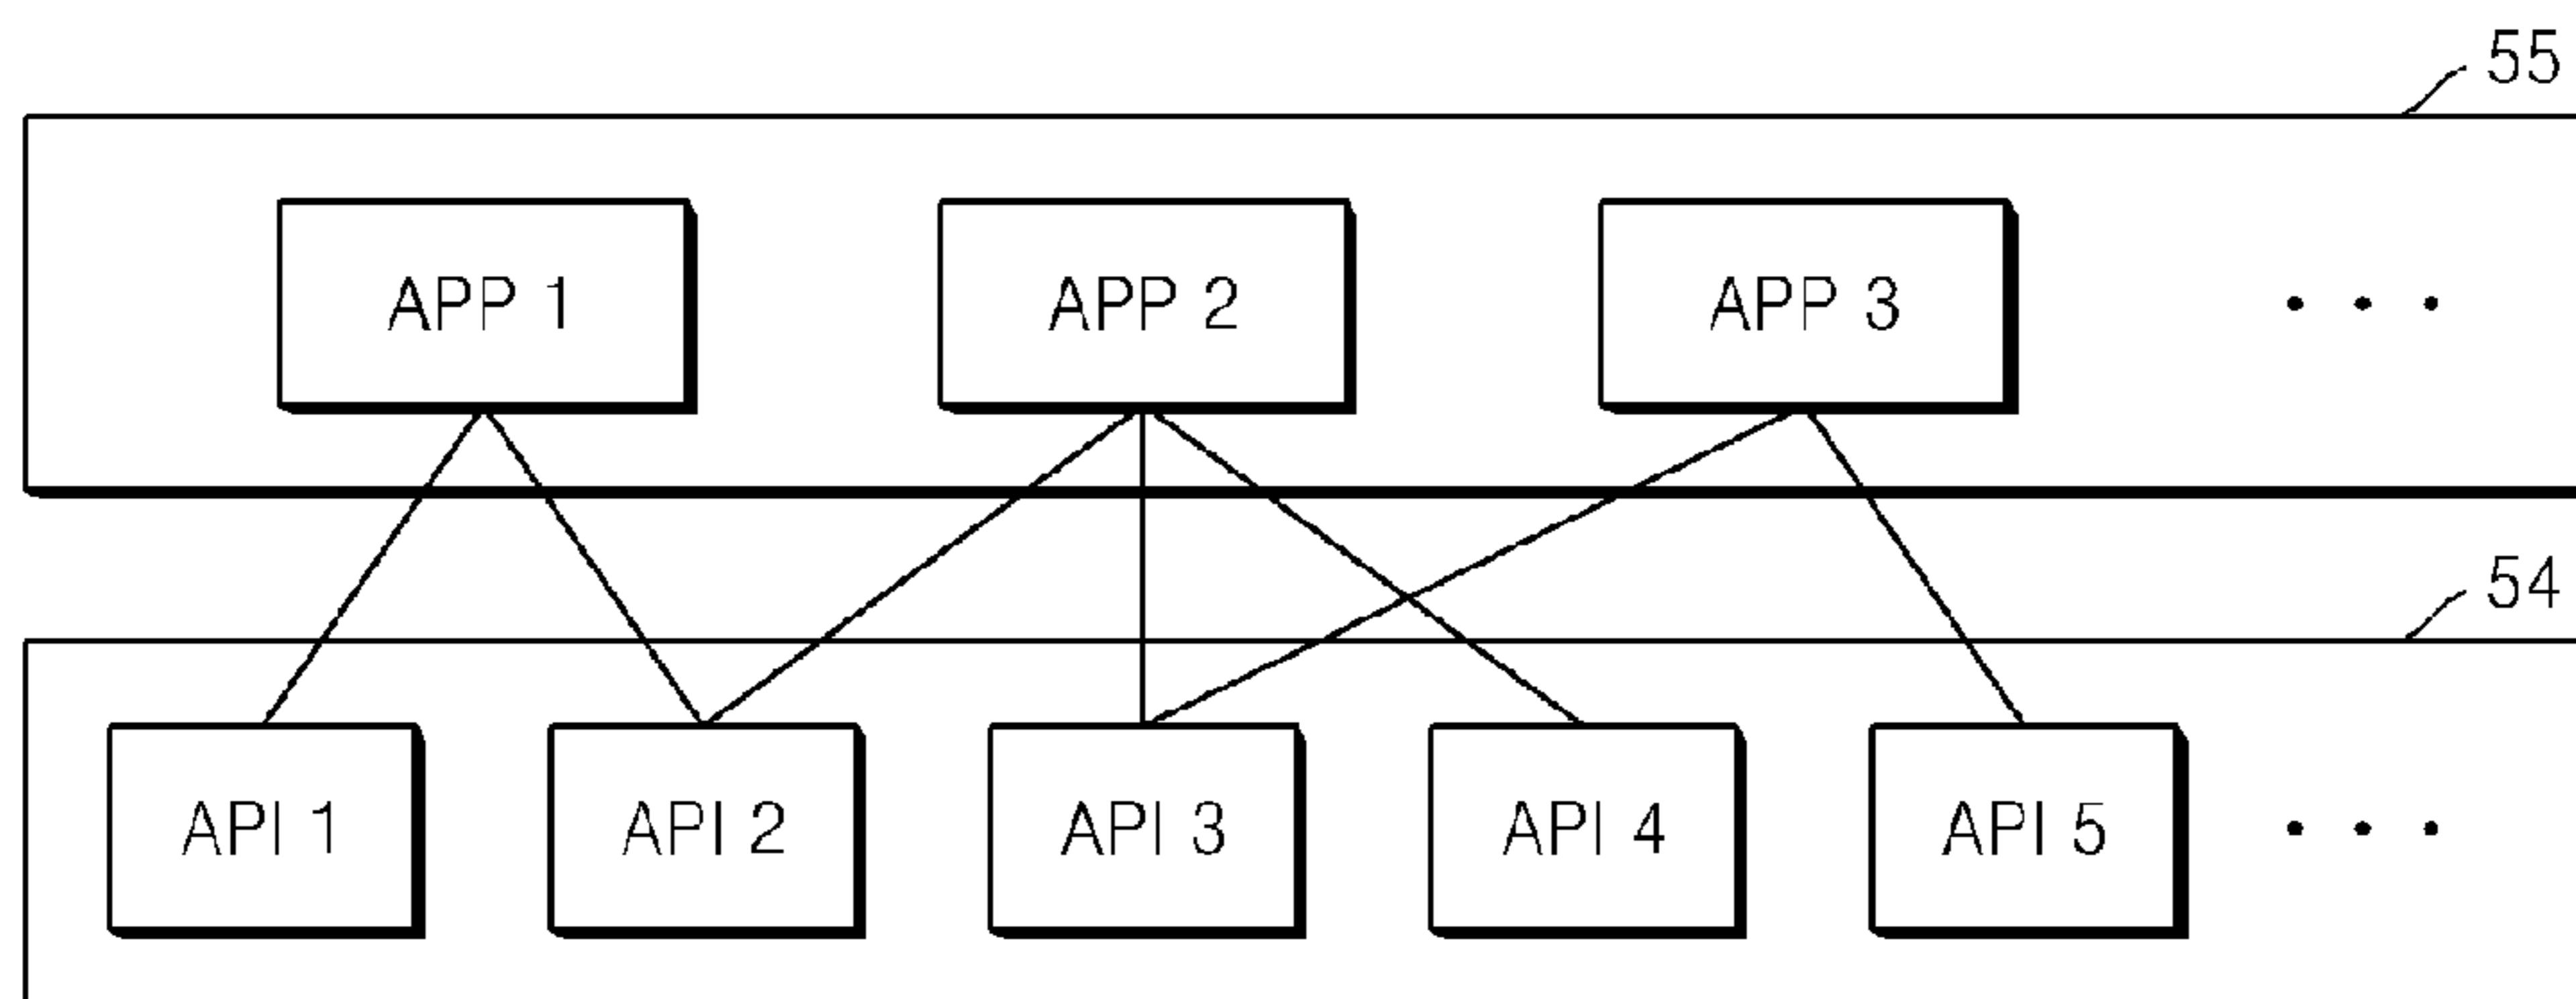 55
APP 1 APP 2 APP 3 . . .
54
API 1 API 2 API 3 API 4 API 5 . . .